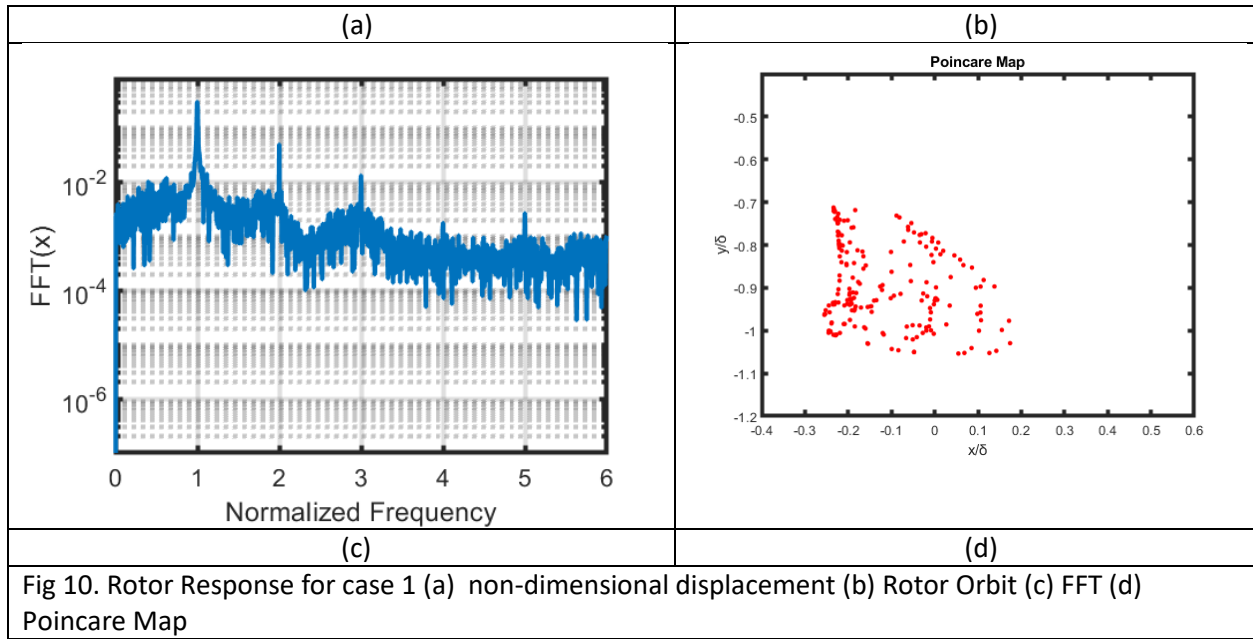 (a) (b)
FFT(x)
10^-2
10^-4
10^-6
0 1 2 3 4 5 6
Normalized Frequency
Poincare Map
y/δ
-0.5
-0.6
-0.7
-0.8
-0.9
-1
-1.1
-1.2
-0.4 -0.3 -0.2 -0.1 0 0.1 0.2 0.3 0.4 0.5 0.6
x/δ
(c) (d)
Fig 10. Rotor Response for case 1 (a) non-dimensional displacement (b) Rotor Orbit (c) FFT (d)
Poincare Map